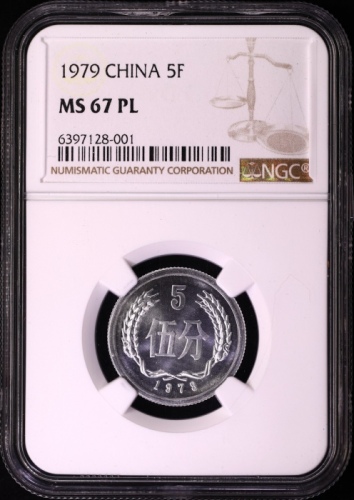 1979 CHINA 5F
MS 67 PL
6397128-001
NUMISMATIC GUARANTY CORPORATION
NGC®
5
伍分
1979